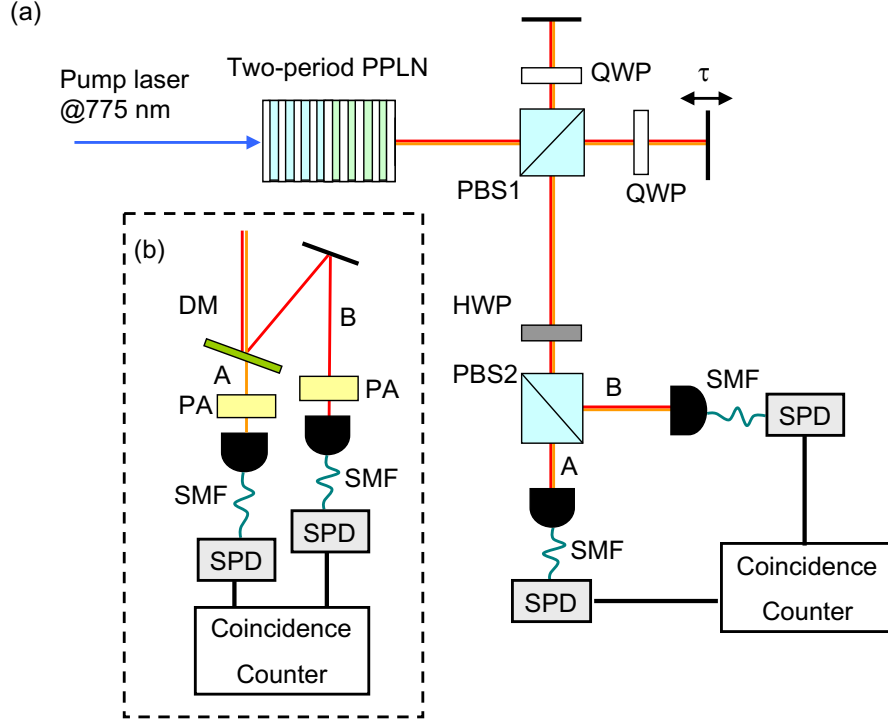 (a)
Pump laser
@775 nm
Two-period PPLN
QWP
τ
PBS1
QWP
HWP
PBS2
B
SMF
SPD
A
SMF
SPD
Coincidence
Counter
(b)
DM
B
A
PA
PA
SMF
SMF
SPD
SPD
Coincidence
Counter